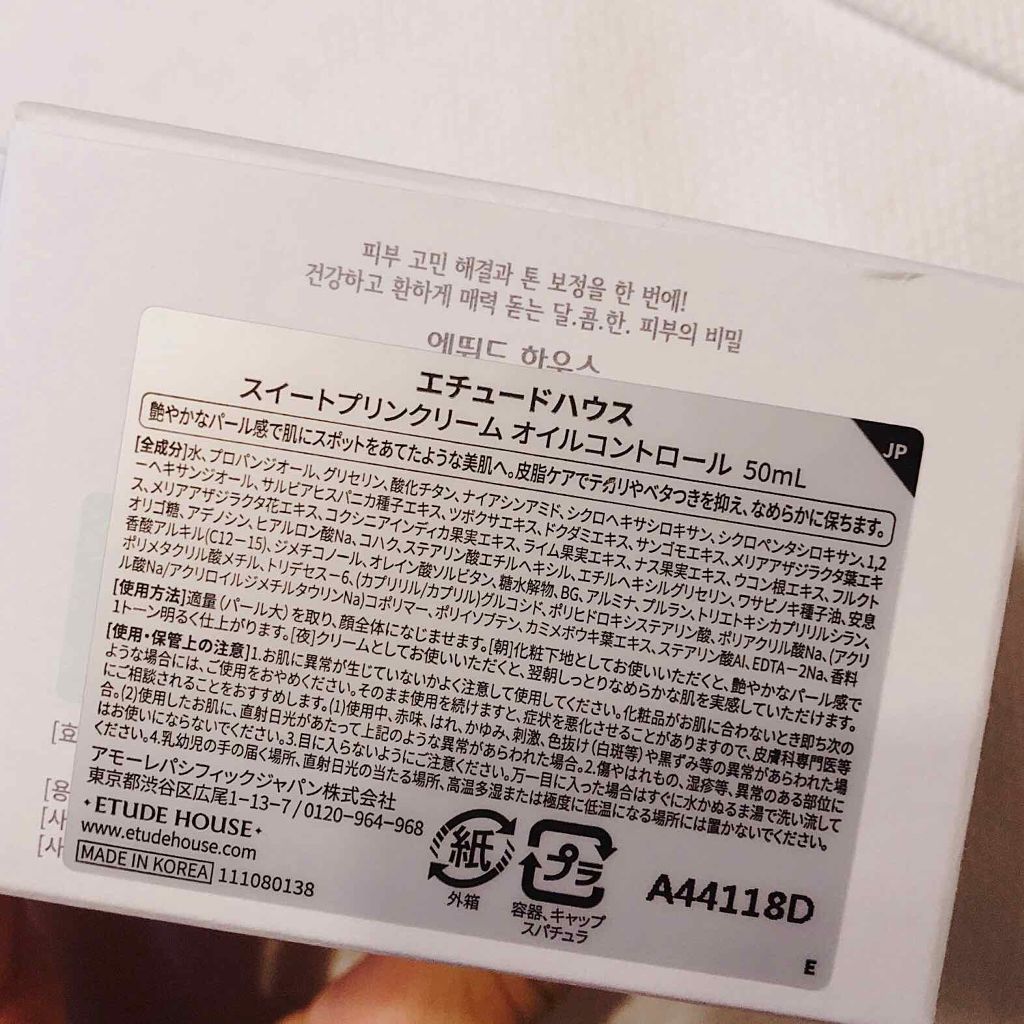 피부 고민 해결과 톤 보정을 한 번에!
건강하고 환하게 매력 돋는 달.콤.한. 피부의 비밀
에뛰드 하우스
エチュードハウス
スイートプリンクリーム オイルコントロール 50mL
JP
艶やかなパール感で肌にスポットをあてたような美肌へ。皮脂ケアでテカリやベタつきを抑え、なめらかに保ちます。
[全成分]水、プロパンジオール、グリセリン、酸化チタン、ナイアシンアミド、シクロヘキサシロキサン、シクロペンタシロキサン、1,2
ーヘキサンジオール、サルビアヒスパニカ種子エキス、ツボクサエキス、ドクダミエキス、サンゴモエキス、メリアアザジラクタ葉エキ
ス、メリアアザジラクタ花エキス、コクシニアインディカ果実エキス、ライム果実エキス、ナス果実エキス、ウコン根エキス、フルクト
オリゴ糖、アデノシン、ヒアルロン酸Na、コハク、ステアリン酸エチルヘキシル、エチルヘキシルグリセリン、ワサビノキ種子油、安息
香酸アルキル(C12-15)、ジメチコノール、オレイン酸ソルビタン、糖水解物、BG、アルミナ、プルラン、トリエトキシカプリリルシラン、
ポリメタクリル酸メチル、トリデセス-6、(カプリリル/カプリル)グルコシド、ポリヒドロキシステアリン酸、ポリアクリル酸Na、(アクリ
ル酸Na/アクリロイルジメチルタウリンNa)コポリマー、ポリイソブテン、カミメボウキ葉エキス、ステアリン酸Al、EDTA-2Na、香料
[使用方法]適量(パール大)を取り、顔全体になじませます。[朝]化粧下地としてお使いいただくと、艶やかなパール感で
1トーン明るく仕上がります。[夜]クリームとしてお使いいただくと、翌朝しっとりなめらかな肌を実感していただけます。
[使用・保管上の注意]1.お肌に異常が生じていないかよく注意して使用してください。化粧品がお肌に合わないとき即ち次の
ような場合には、ご使用をおやめください。そのまま使用を続けますと、症状を悪化させることがありますので、皮膚科専門医等
にご相談されることをおすすめします。(1)使用中、赤味、はれ、かゆみ、刺激、色抜け(白斑等)や黒ずみ等の異常があらわれた場
合。(2)使用したお肌に、直射日光があたって上記のような異常があらわれた場合。2.傷やはれもの、湿疹等、異常のある部位に
はお使いにならないでください。3.目に入らないようにご注意ください。万一目に入った場合はすぐに水かぬるま湯で洗い流して
ください。4.乳幼児の手の届く場所、直射日光の当たる場所、高温多湿または極度に低温になる場所には置かないでください。
アモーレパシフィックジャパン株式会社
東京都渋谷区広尾1-13-7/0120-964-968
ETUDE HOUSE
www.etudehouse.com
MADE IN KOREA 111080138
紙
外箱
プラ
容器、キャップ
スパチュラ
A44118D
E
[효
[용
[사
[사